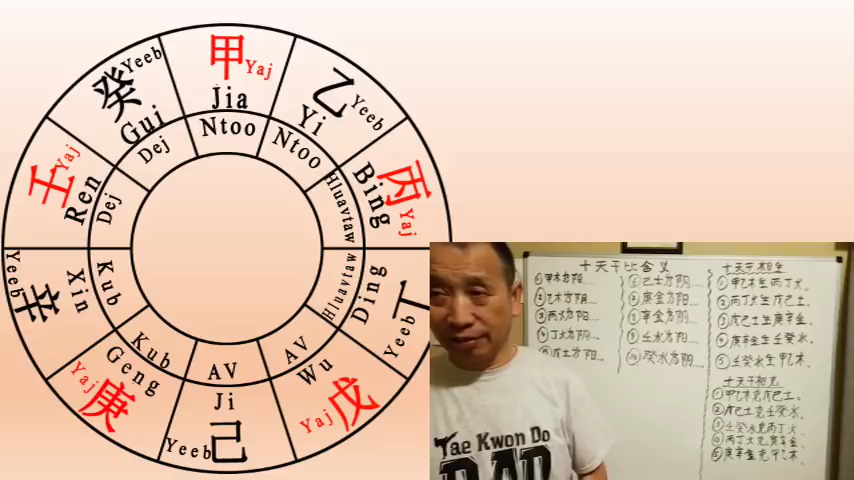 甲 Yaj
Jia
Ntoo
乙 Yeeb
Yi
Ntoo
丙 Yaj
Bing
Hluavtaw
丁 Yeeb
Ding
Hluavtaw
戊 Yaj
Wu
AV
己 Yeeb
Ji
AV
庚 Yaj
Geng
Kub
辛 Yeeb
Xin
Kub
壬 Yaj
Ren
Dej
癸 Yeeb
Gui
Dej
Tae Kwon Do
DAD
十天干比含义
①甲木为阳...
②乙木为阴...
③丙火为阳...
④丁火为阴...
戊土为阳...
⑥己土为阴...
庚金为阳...
辛金为阴...
壬水为阳...
⑩癸水为阴...
十天干相生
①甲乙木生丙丁火.
②丙丁火生戊己土.
③戊己土生庚辛金.
④庚辛金生壬癸水.
⑤壬癸水生甲乙木.
十天干相克
①甲乙木克戊己土.
②戊己土克壬癸水.
③壬癸水克丙丁火.
④丙丁火克庚辛金.
⑤庚辛金克甲乙木.